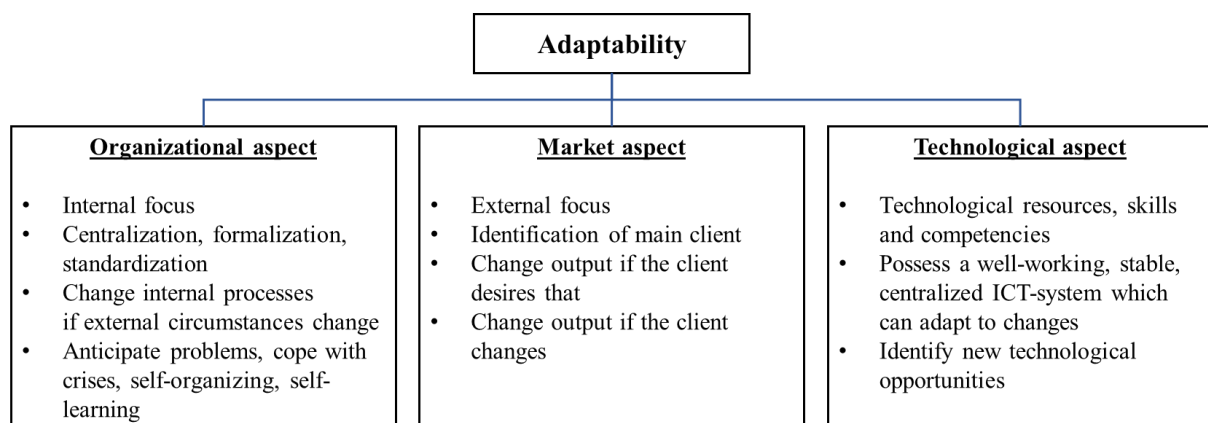 Adaptability
Organizational aspect
• Internal focus
• Centralization, formalization,
standardization
• Change internal processes
if external circumstances change
• Anticipate problems, cope with
crises, self-organizing, self-
learning
Market aspect
• External focus
• Identification of main client
• Change output if the client
desires that
• Change output if the client
changes
Technological aspect
• Technological resources, skills
and competencies
• Possess a well-working, stable,
centralized ICT-system which
can adapt to changes
• Identify new technological
opportunities